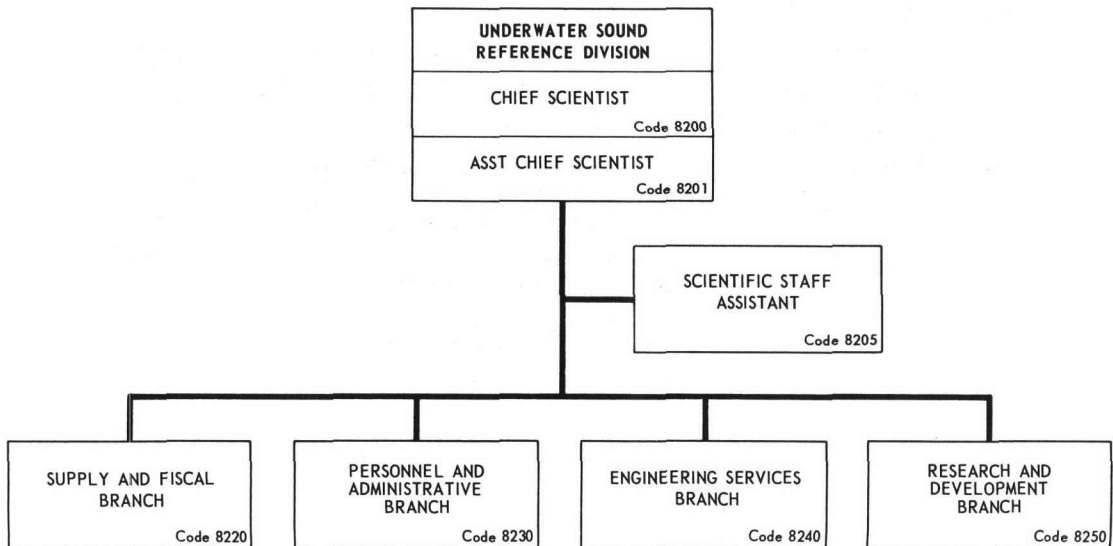 UNDERWATER SOUND
REFERENCE DIVISION
CHIEF SCIENTIST
Code 8200
ASST CHIEF SCIENTIST
Code 8201
SCIENTIFIC STAFF
ASSISTANT
Code 8205
SUPPLY AND FISCAL
BRANCH
Code 8220
PERSONNEL AND
ADMINISTRATIVE
BRANCH
Code 8230
ENGINEERING SERVICES
BRANCH
Code 8240
RESEARCH AND
DEVELOPMENT
BRANCH
Code 8250